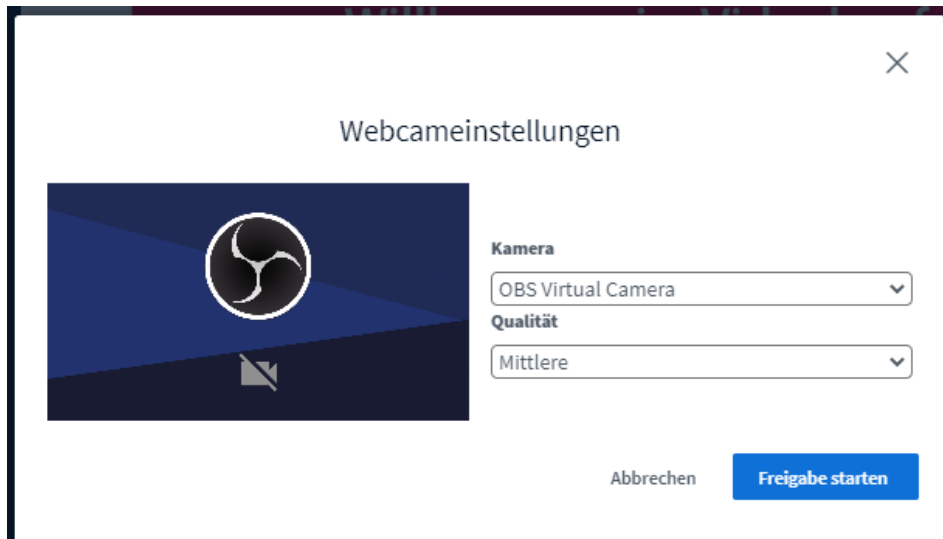 Webcameinstellungen
Kamera
OBS Virtual Camera
Qualität
Mittlere
Abbrechen
Freigabe starten